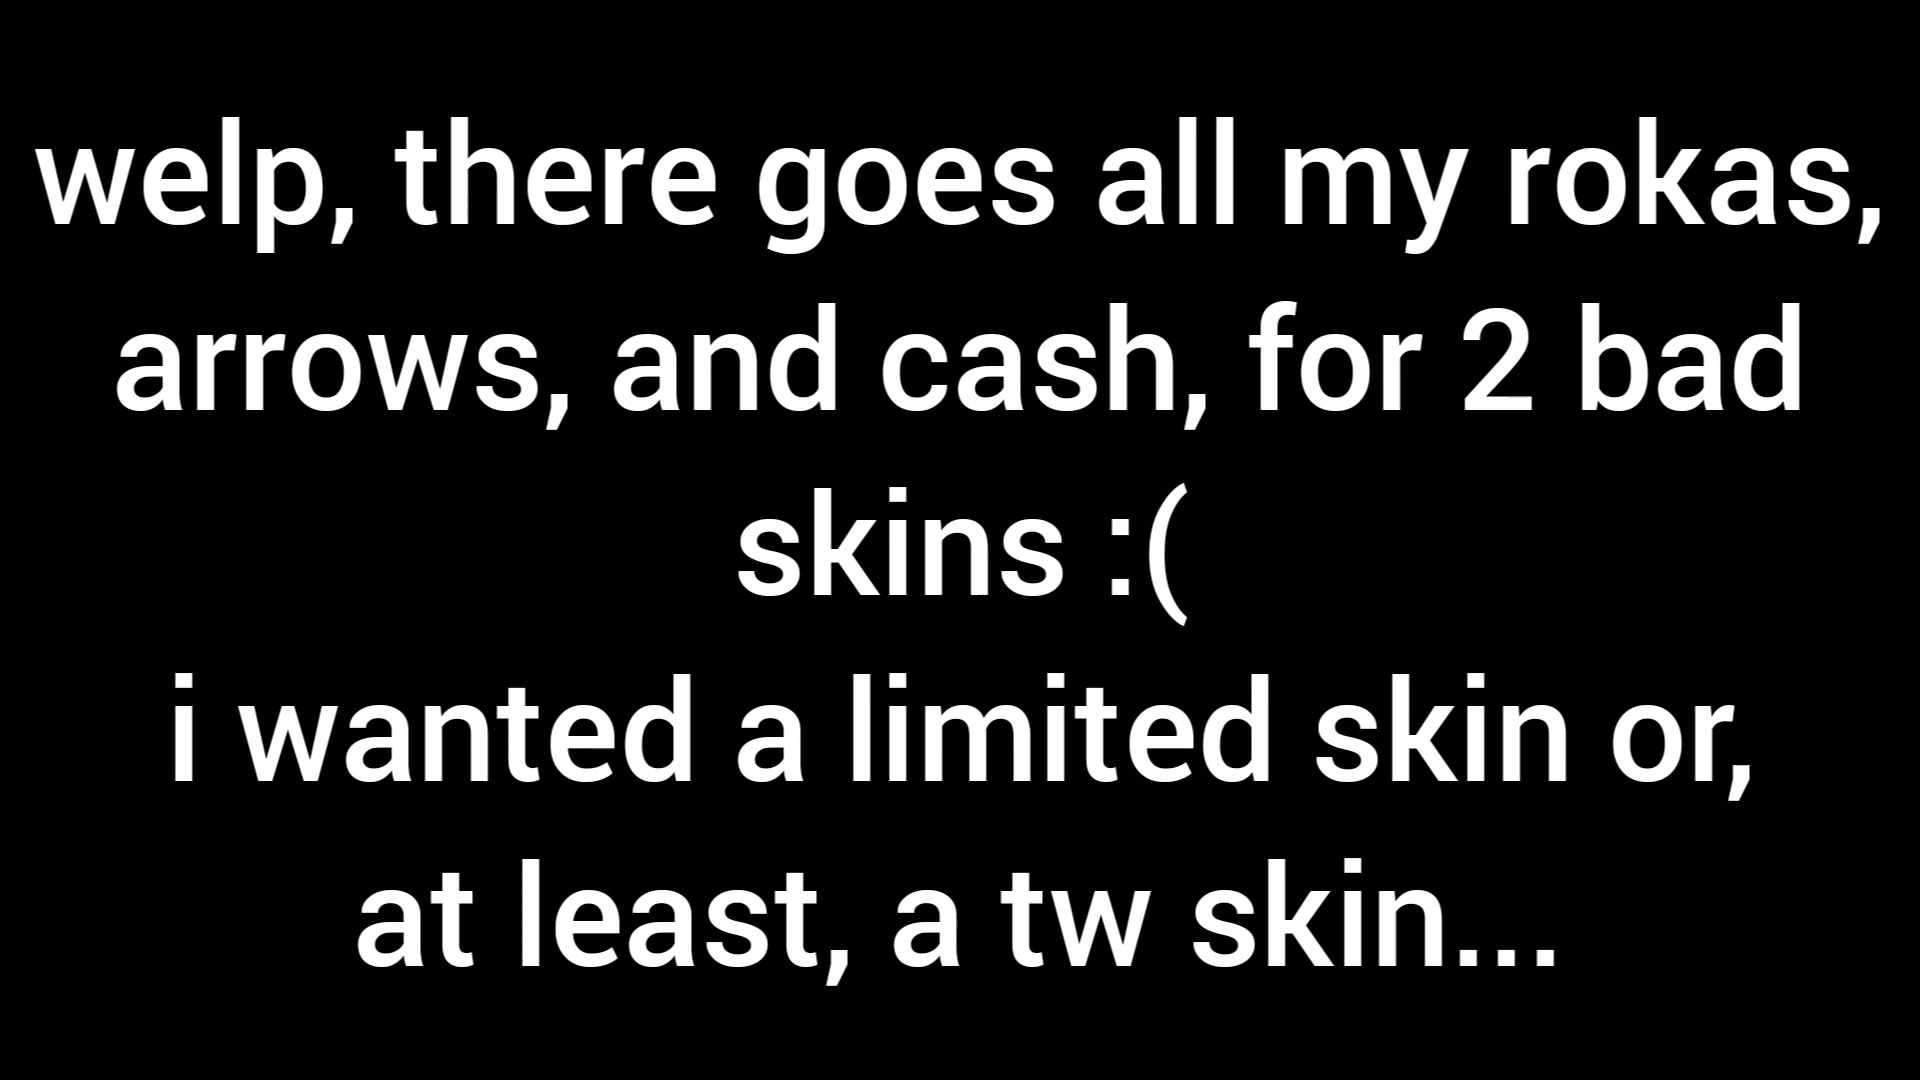 welp, there goes all my rokas,
arrows, and cash, for 2 bad
skins :(
i wanted a limited skin or,
at least, a tw skin...